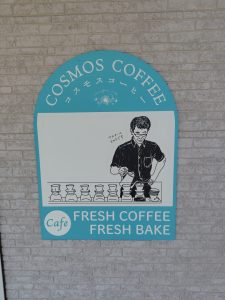 COSMOS COFFEE
コスモスコーヒー
Cafe
FRESH COFFEE
FRESH BAKE